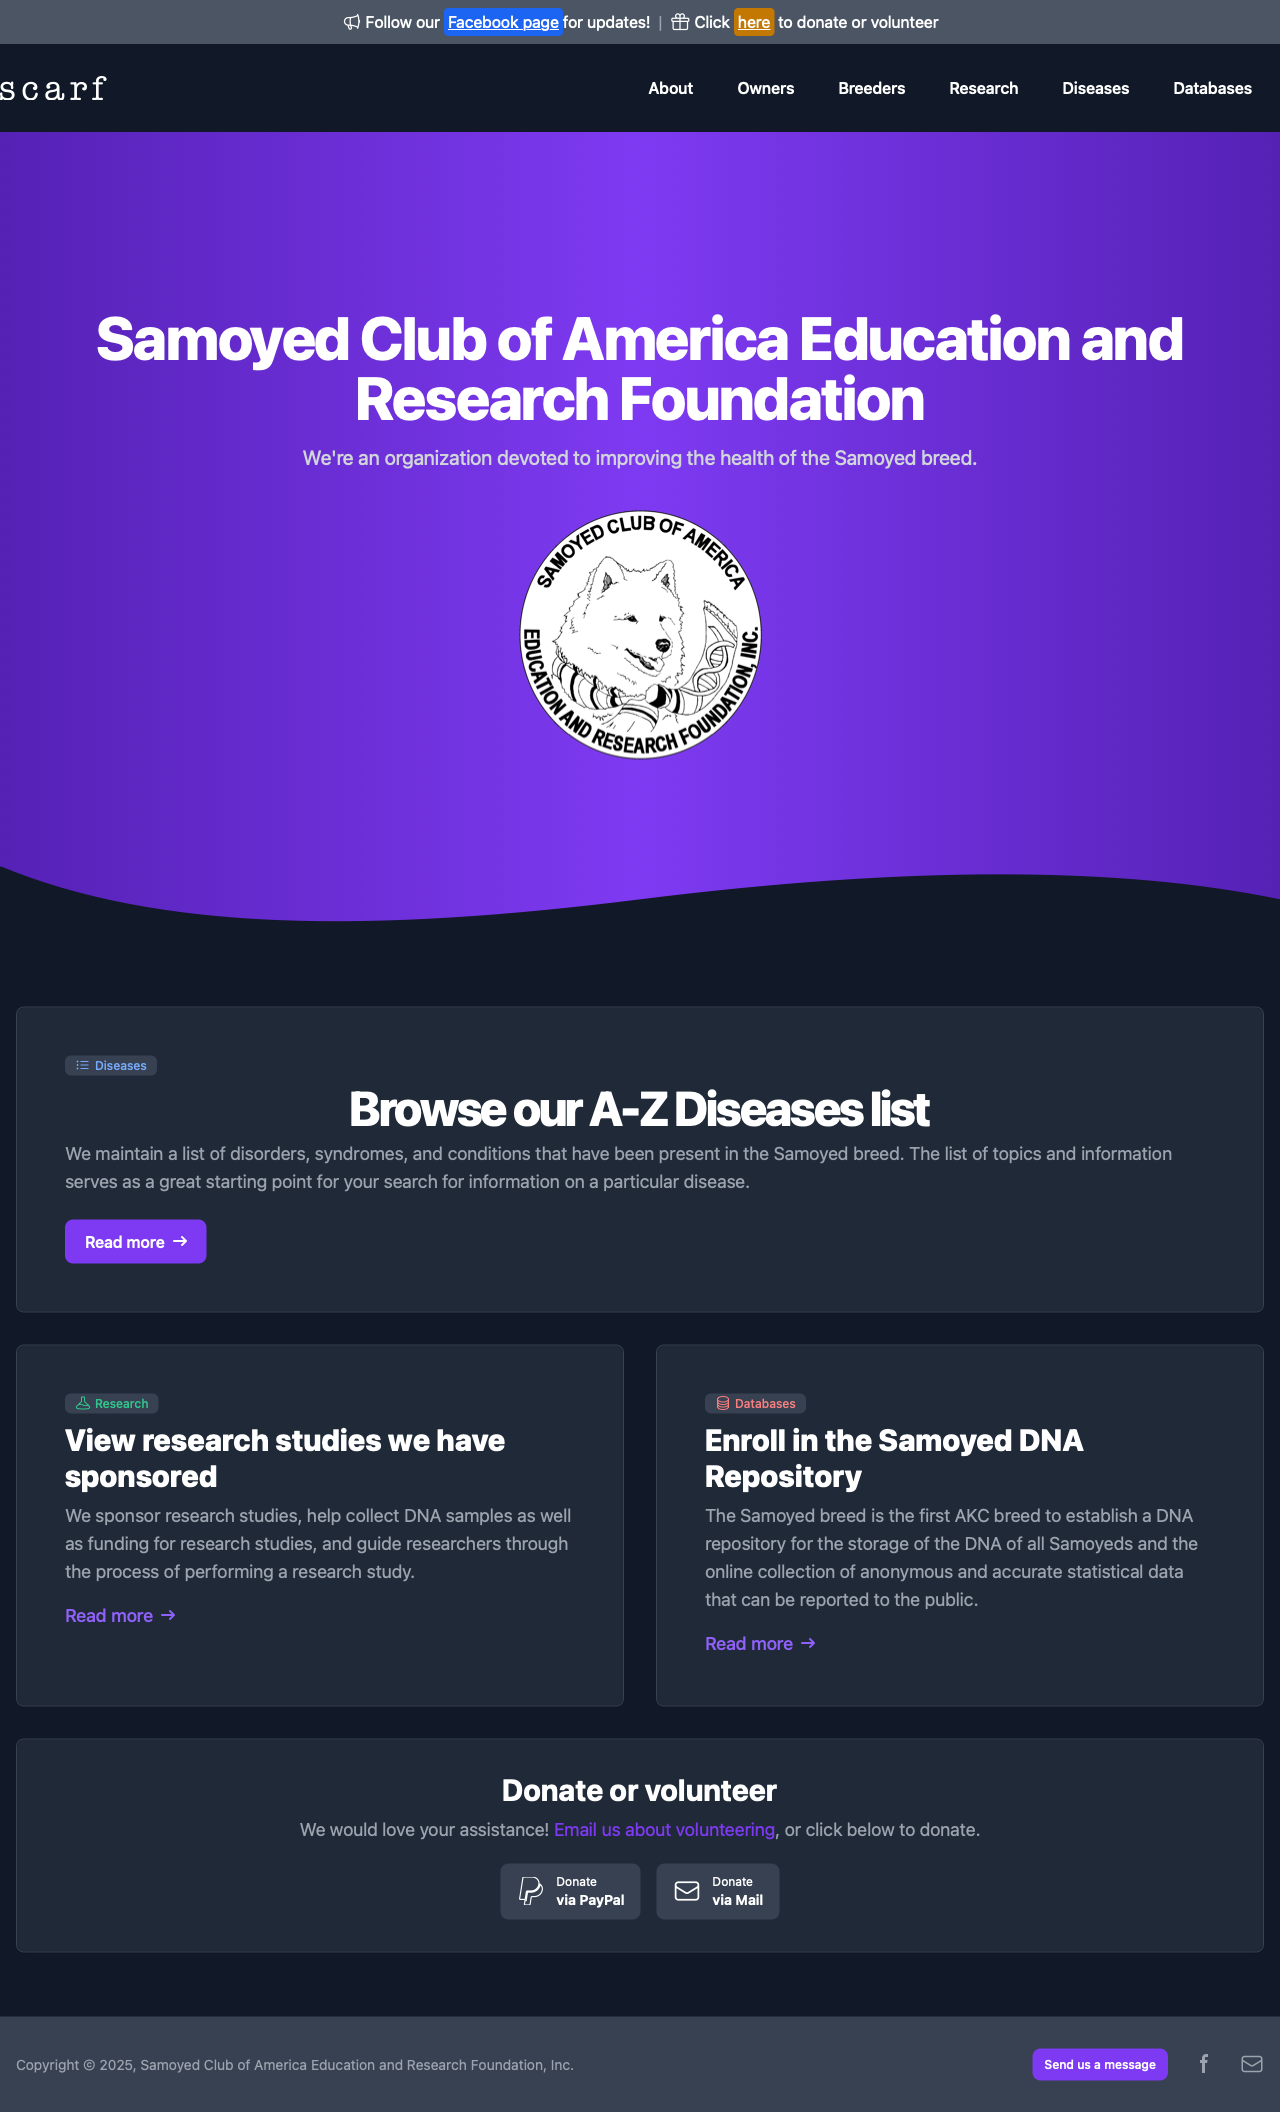 Follow our Facebook page for updates! | Click here to donate or volunteer
scarf
About Owners Breeders Research Diseases Databases
Samoyed Club of America Education and
Research Foundation
We're an organization devoted to improving the health of the Samoyed breed.
SAMOYED CLUB OF AMERICA
EDUCATION AND RESEARCH FOUNDATION, INC.
Diseases
Browse our A-Z Diseases list
We maintain a list of disorders, syndromes, and conditions that have been present in the Samoyed breed. The list of topics and information
serves as a great starting point for your search for information on a particular disease.
Read more
Research
View research studies we have
sponsored
We sponsor research studies, help collect DNA samples as well
as funding for research studies, and guide researchers through
the process of performing a research study.
Read more
Databases
Enroll in the Samoyed DNA
Repository
The Samoyed breed is the first AKC breed to establish a DNA
repository for the storage of the DNA of all Samoyeds and the
online collection of anonymous and accurate statistical data
that can be reported to the public.
Read more
Donate or volunteer
We would love your assistance! Email us about volunteering, or click below to donate.
Donate
via PayPal
Donate
via Mail
Copyright © 2025, Samoyed Club of America Education and Research Foundation, Inc.
Send us a message